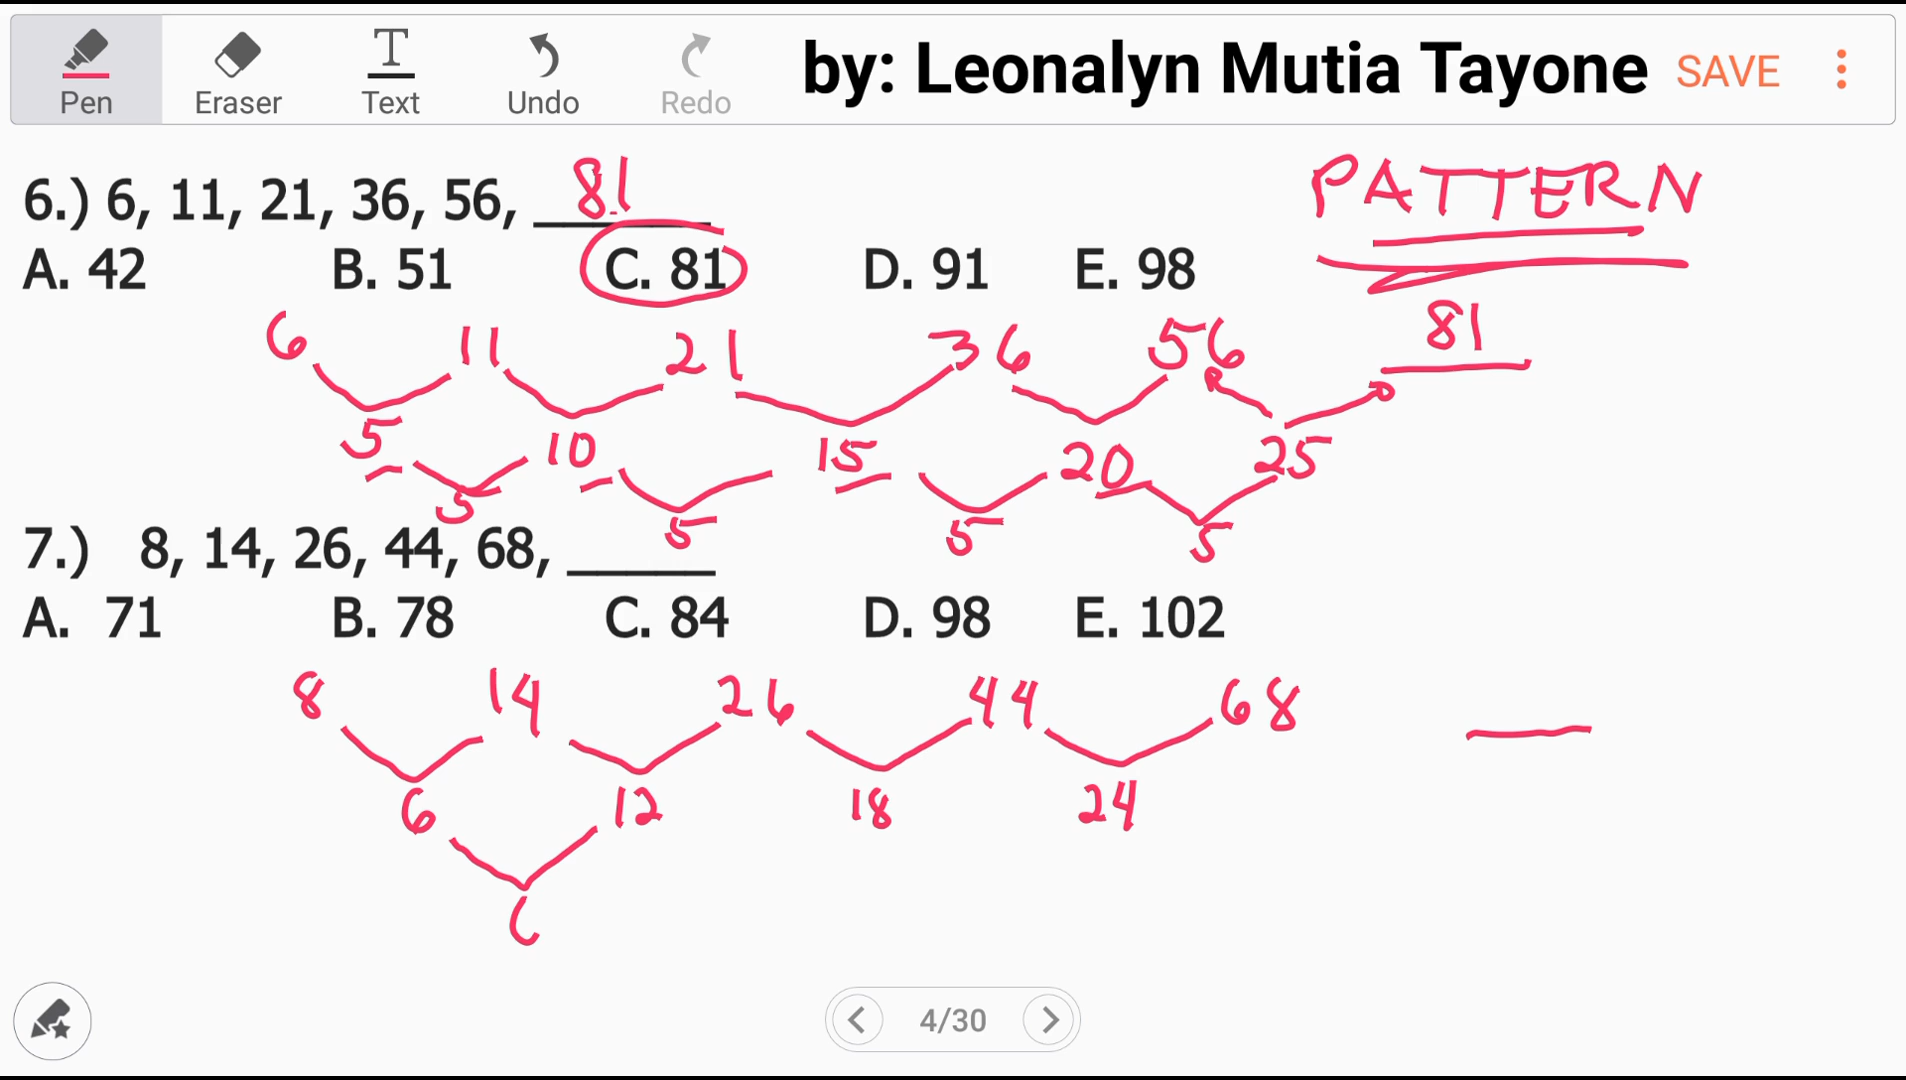 Pen Eraser Text Undo Redo by: Leonalyn Mutia Tayone SAVE
6.) 6, 11, 21, 36, 56, 81
PATTERN
A. 42 B. 51 C. 81 D. 91 E. 98
6 11 21 36 56 81
5 10 15 20 25
5 5 5 5
7.) 8, 14, 26, 44, 68, ______
A. 71 B. 78 C. 84 D. 98 E. 102
8 14 26 44 68 ___
6 12 18 24
4/30